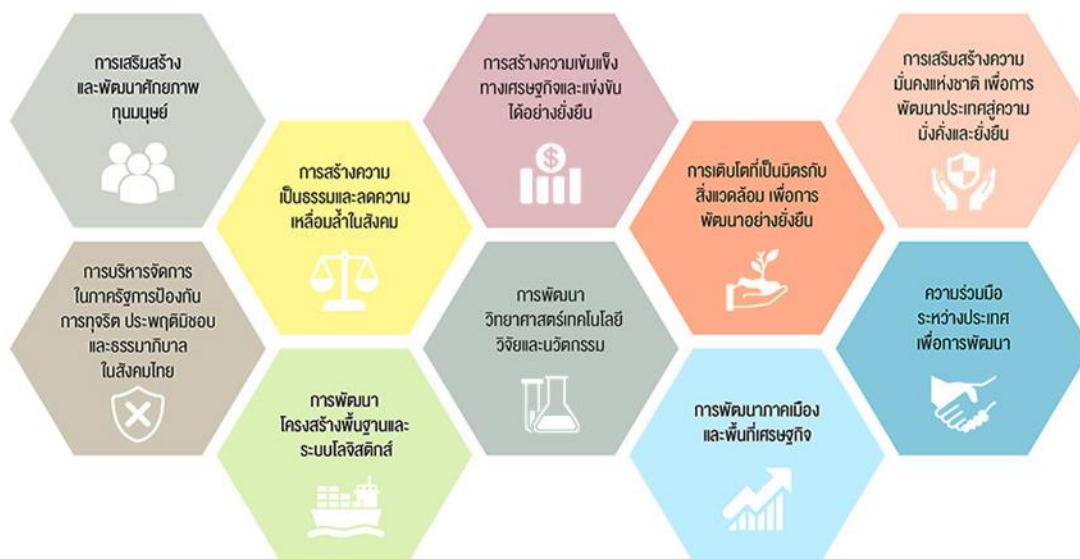 การเสริมสร้าง
และพัฒนาศักยภาพ
ทุนมนุษย์
การสร้างความ
เป็นธรรมและลดความ
เหลื่อมล้ำในสังคม
การสร้างความเข้มแข็ง
ทางเศรษฐกิจและแข่งขัน
ได้อย่างยั่งยืน
$
การเติบโตที่เป็นมิตรกับ
สิ่งแวดล้อม เพื่อการ
พัฒนาอย่างยั่งยืน
การเสริมสร้างความ
มั่นคงแห่งชาติ เพื่อการ
พัฒนาประเทศสู่ความ
มั่งคั่งและยั่งยืน
การบริหารจัดการ
ในภาครัฐการป้องกัน
การทุจริต ประพฤติมิชอบ
และธรรมาภิบาล
ในสังคมไทย
การพัฒนา
โครงสร้างพื้นฐานและ
ระบบโลจิสติกส์
การพัฒนา
วิทยาศาสตร์เทคโนโลยี
วิจัยและนวัตกรรม
การพัฒนาภาคเมือง
และพื้นที่เศรษฐกิจ
ความร่วมมือ
ระหว่างประเทศ
เพื่อการพัฒนา